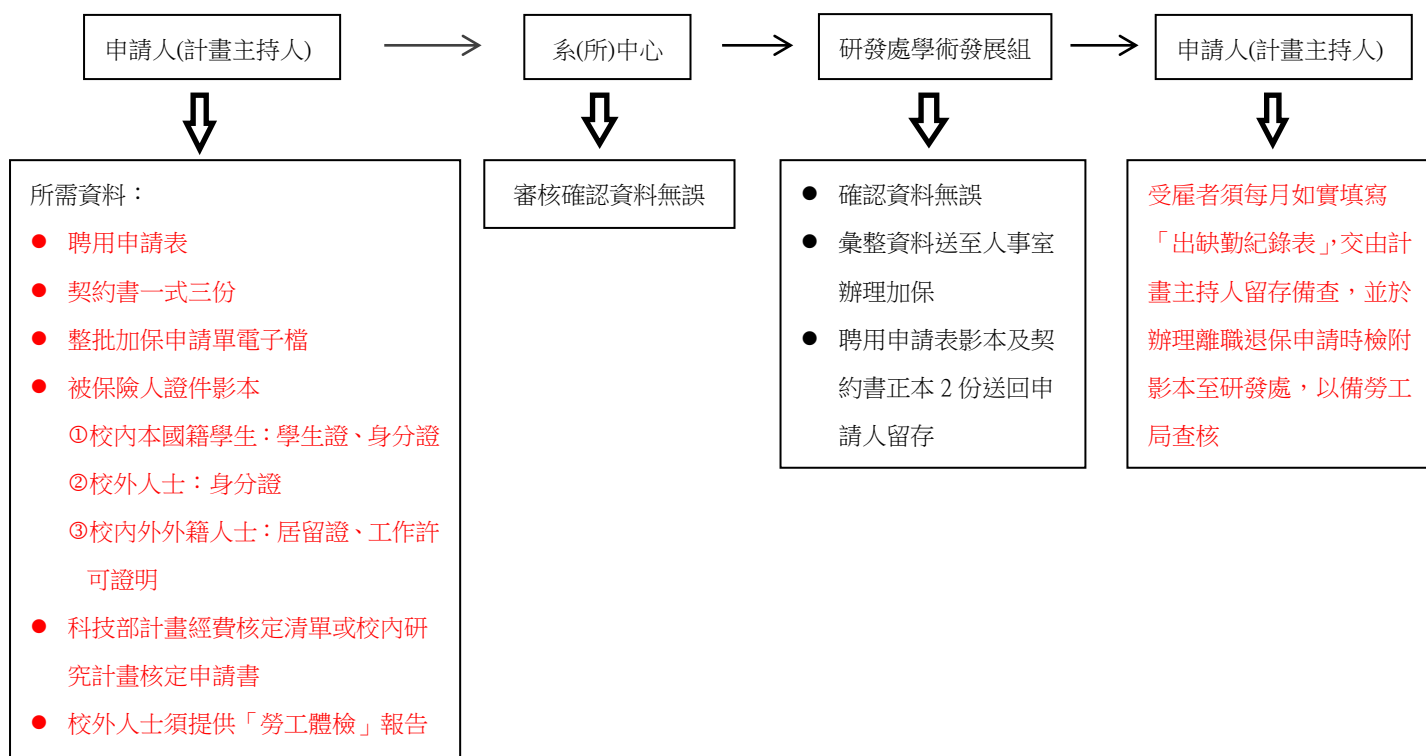 申請人(計畫主持人)
系(所)中心
研發處學術發展組
申請人(計畫主持人)
所需資料：
● 聘用申請表
● 契約書一式三份
● 整批加保申請單電子檔
● 被保險人證件影本
①校內本國籍學生：學生證、身分證
②校外人士：身分證
③校內外外籍人士：居留證、工作許
可證明
● 科技部計畫經費核定清單或校內研
究計畫核定申請書
● 校外人士須提供「勞工體檢」報告
審核確認資料無誤
● 確認資料無誤
● 彙整資料送至人事室
辦理加保
● 聘用申請表影本及契
約書正本 2 份送回申
請人留存
受雇者須每月如實填寫
「出缺勤紀錄表」，交由計
畫主持人留存備查，並於
辦理離職退保申請時檢附
影本至研發處，以備勞工
局查核